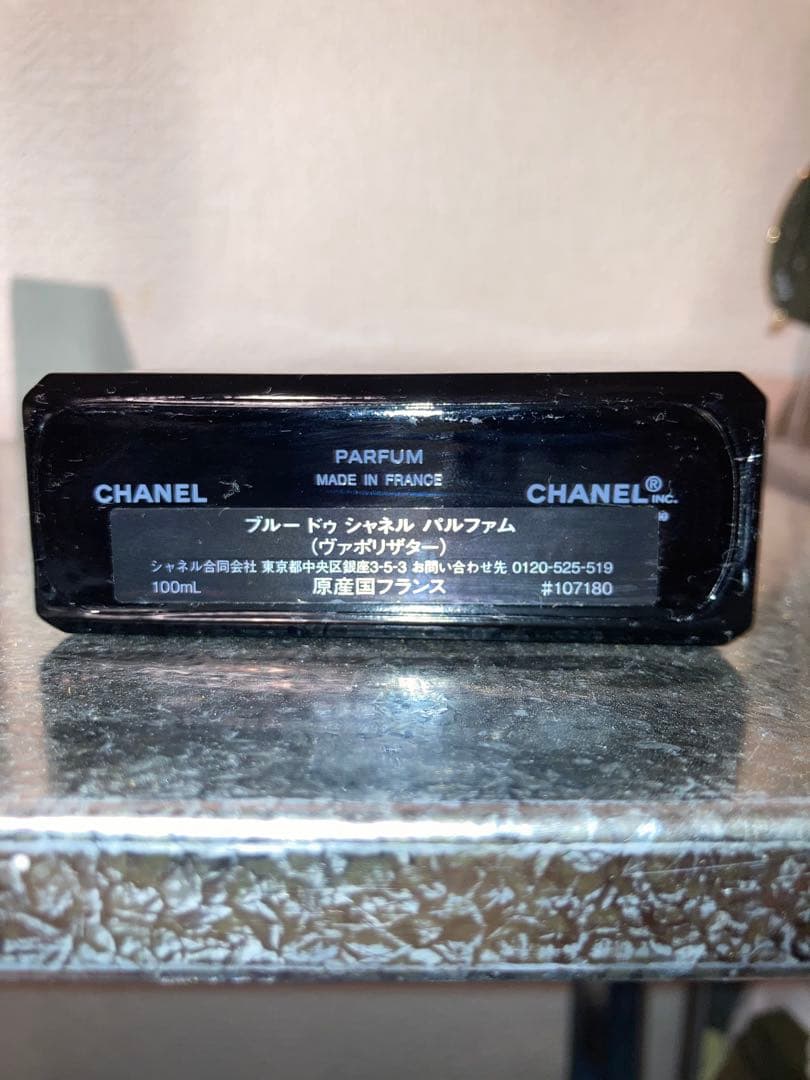 PARFUM
MADE IN FRANCE
CHANEL
CHANEL® INC.
ブルー ドゥ シャネル パルファム
(ヴァポリザター)
シャネル合同会社 東京都中央区銀座3-5-3 お問い合わせ先 0120-525-519
100mL 原産国フランス #107180